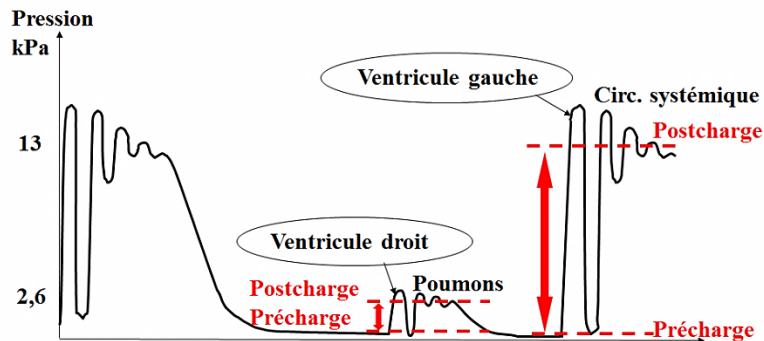 Pression
kPa
13
2,6
Ventricule gauche
Circ. systémique
Postcharge
Ventricule droit
Postcharge
Poumons
Précharge
Précharge